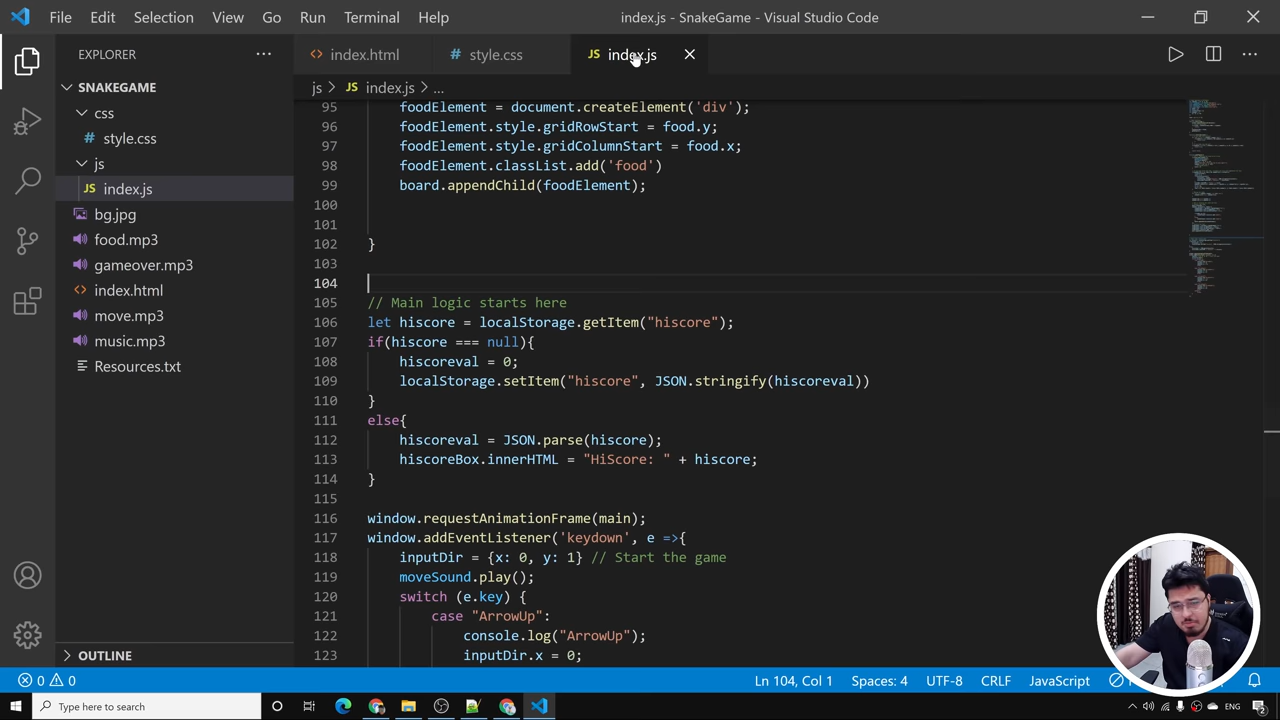 File Edit Selection View Go Run Terminal Help
index.js - SnakeGame - Visual Studio Code
EXPLORER
SNAKEGAME
css
style.css
js
JS index.js
bg.jpg
food.mp3
gameover.mp3
index.html
move.mp3
music.mp3
Resources.txt
OUTLINE
index.html
style.css
JS index.js
js > JS index.js > ...
95 foodElement = document.createElement('div');
96 foodElement.style.gridRowStart = food.y;
97 foodElement.style.gridColumnStart = food.x;
98 foodElement.classList.add('food')
99 board.appendChild(foodElement);
100
101
102 }
103
104
105 // Main logic starts here
106 let hiscore = localStorage.getItem("hiscore");
107 if(hiscore === null){
108 hiscoreval = 0;
109 localStorage.setItem("hiscore", JSON.stringify(hiscoreval))
110 }
111 else{
112 hiscoreval = JSON.parse(hiscore);
113 hiscoreBox.innerHTML = "HiScore: " + hiscore;
114 }
115
116 window.requestAnimationFrame(main);
117 window.addEventListener('keydown', e =>{
118 inputDir = {x: 0, y: 1} // Start the game
119 moveSound.play();
120 switch (e.key) {
121 case "ArrowUp":
122 console.log("ArrowUp");
123 inputDir.x = 0;
0 0
Ln 104, Col 1 Spaces: 4 UTF-8 CRLF JavaScript
Type here to search
ENG